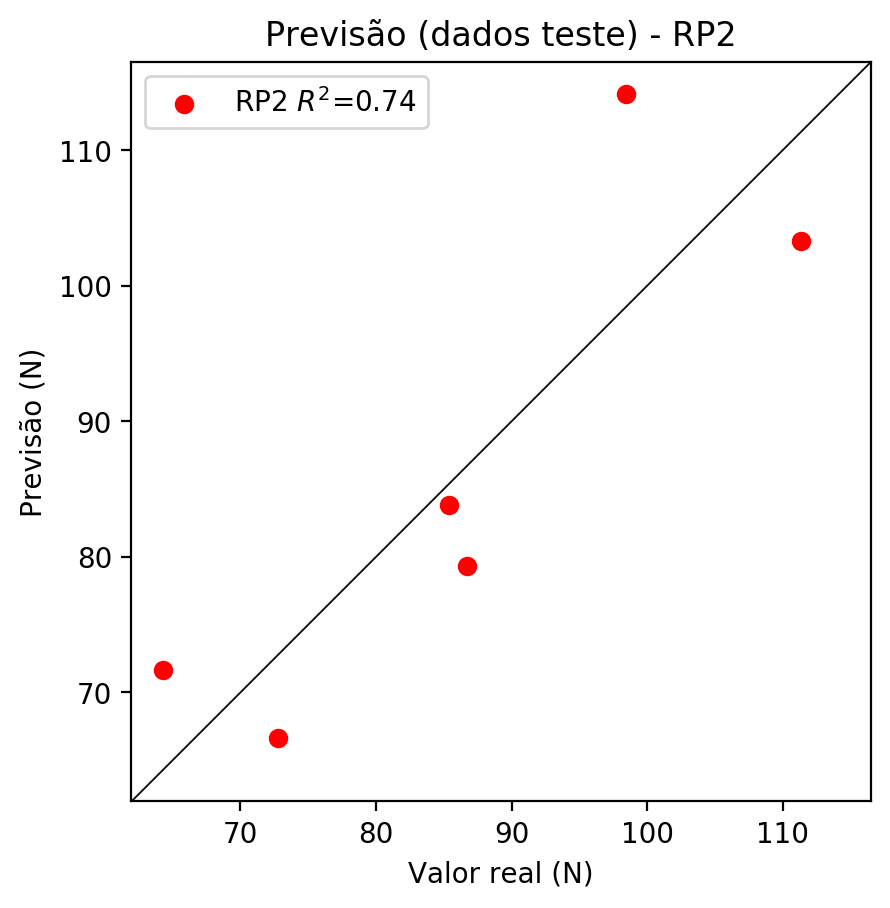 Previsão (dados teste) - RP2
RP2 R²=0.74
110
100
90
80
70
Previsão (N)
70 80 90 100 110
Valor real (N)